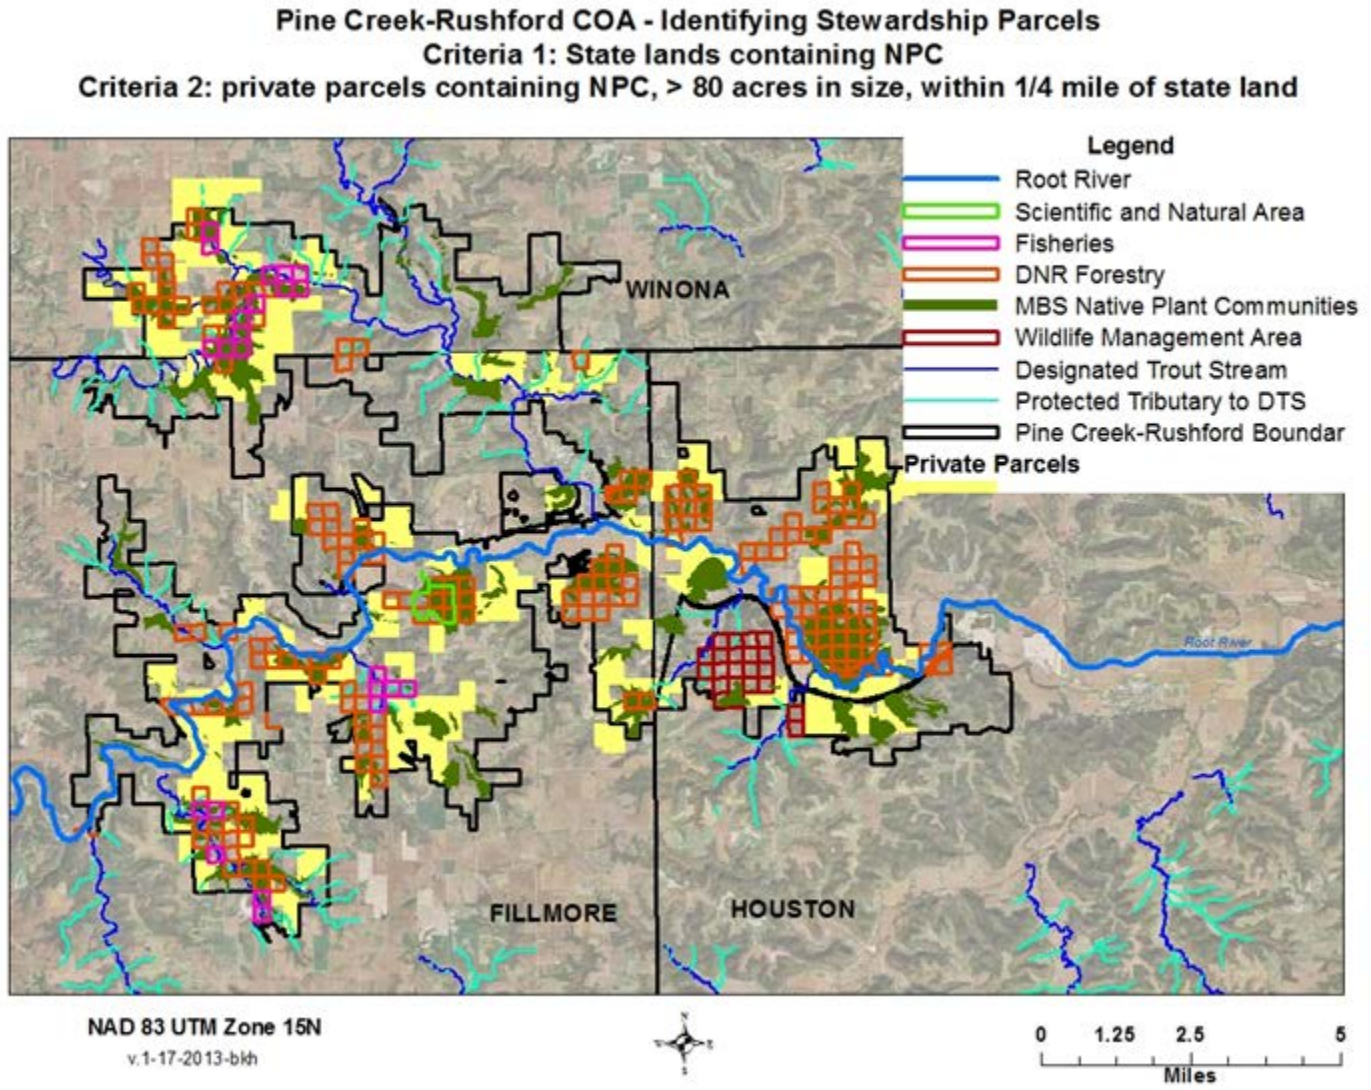 Pine Creek-Rushford COA - Identifying Stewardship Parcels
Criteria 1: State lands containing NPC
Criteria 2: private parcels containing NPC, > 80 acres in size, within 1/4 mile of state land
Legend
Root River
Scientific and Natural Area
Fisheries
DNR Forestry
MBS Native Plant Communities
Wildlife Management Area
Designated Trout Stream
Protected Tributary to DTS
Pine Creek-Rushford Boundar
Private Parcels
WINONA
Root River
FILLMORE
HOUSTON
NAD 83 UTM Zone 15N
v.1-17-2013-bkh
N
E
S
W
0 1.25 2.5 5
Miles